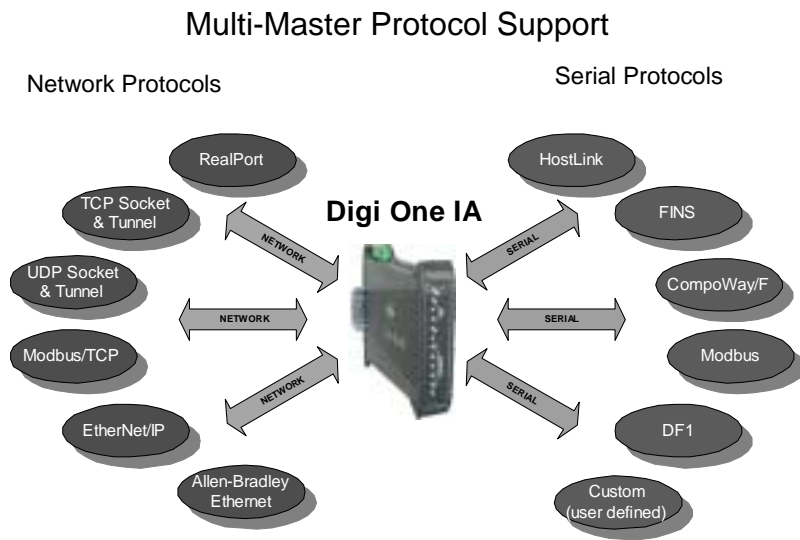 Multi-Master Protocol Support
Network Protocols
Serial Protocols
RealPort
HostLink
TCP Socket
& Tunnel
Digi One IA
FINS
NETWORK
SERIAL
UDP Socket
& Tunnel
CompoWay/F
NETWORK
SERIAL
Modbus/TCP
Modbus
NETWORK
SERIAL
EtherNet/IP
DF1
Allen-Bradley
Ethernet
Custom
(user defined)